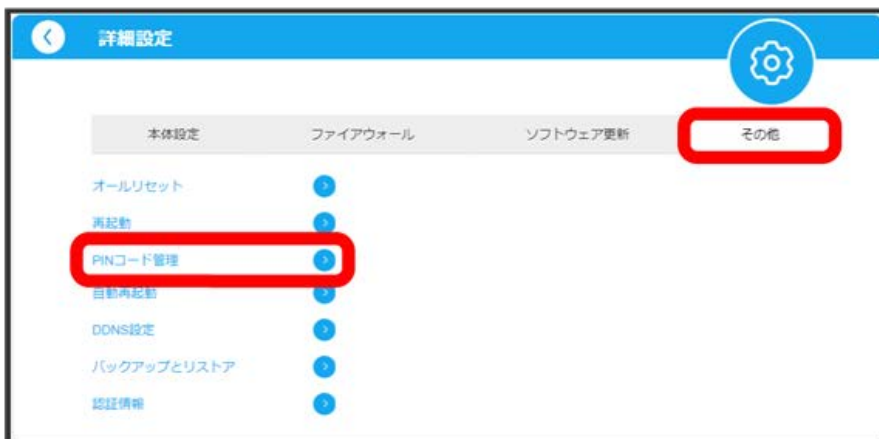 詳細設定
本体設定 ファイアウォール ソフトウェア更新 その他
オールリセット
再起動
PINコード管理
自動再起動
DDNS設定
バックアップとリストア
認証情報